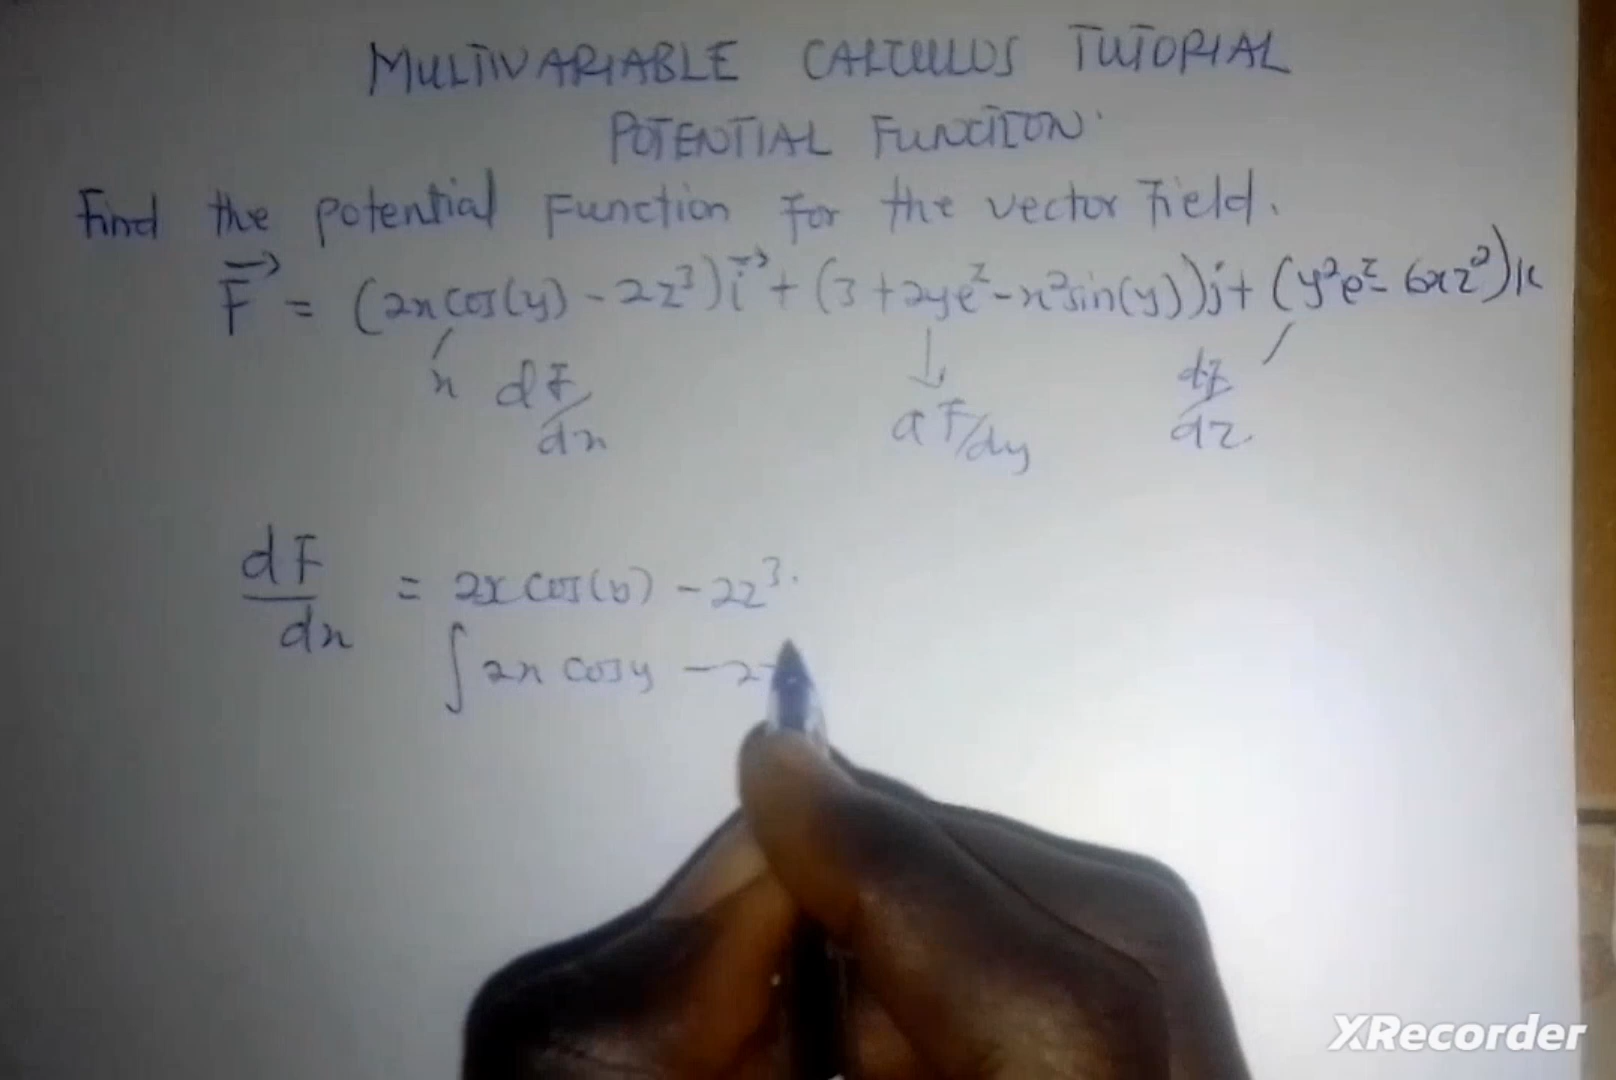 MULTIVARIABLE CALCULUS TUTORIAL
POTENTIAL FUNCTION
Find the potential Function for the vector Field.
F⃗ = (2x cos(y) - 2z³)i⃗ + (3 + 2ye^z - x²sin(y))j + (y²e^z - 6xz²)k
x dF/dx dF/dy df/dz
dF/dx = 2x cos(y) - 2z³.
∫ 2x cosy - 2
XRecorder